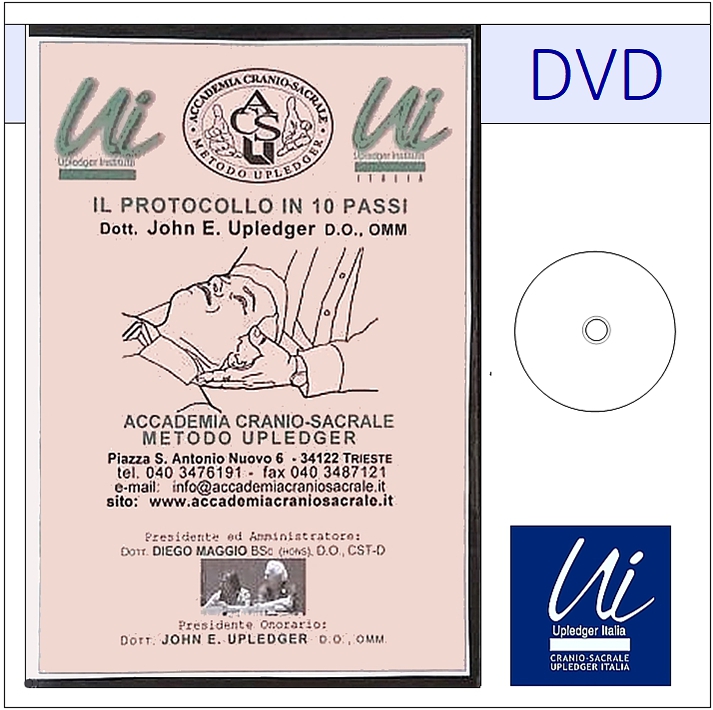 DVD
Ui
Upledger Institute
ACCADEMIA CRANIO-SACRALE
ACSU
METODO UPLEDGER
Ui
Upledger Institute
ITALIA
IL PROTOCOLLO IN 10 PASSI
Dott. John E. Upledger D.O., OMM
ACCADEMIA CRANIO-SACRALE
METODO UPLEDGER
Piazza S. Antonio Nuovo 6 - 34122 TRIESTE
tel. 040 3476191 - fax 040 3487121
e-mail: info@accademiacraniosacrale.it
sito: www.accademiacraniosacrale.it
Presidente ed Amministratore:
DOTT. DIEGO MAGGIO BSc (HONS), D.O., CST-D
Presidente Onorario:
DOTT. JOHN E. UPLEDGER D.O., OMM
Ui
Upledger Italia
CRANIO-SACRALE
UPLEDGER ITALIA